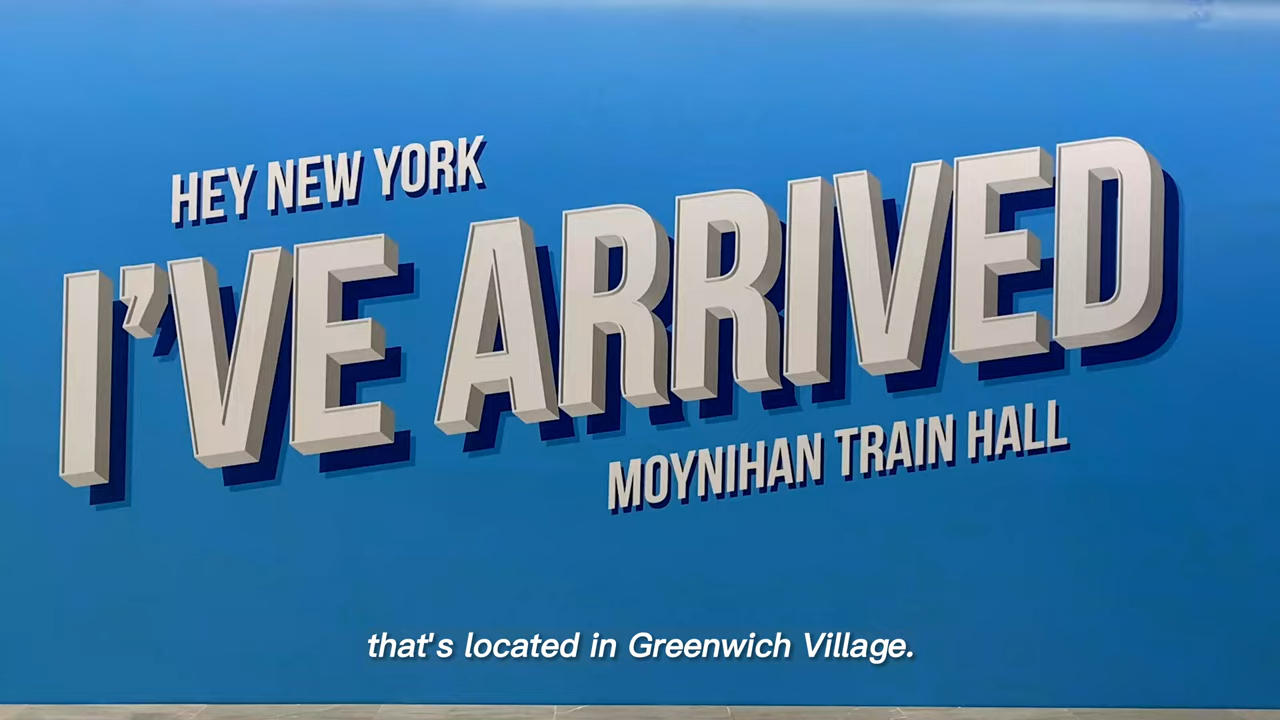 HEY NEW YORK
I'VE ARRIVED
MOYNIHAN TRAIN HALL
that's located in Greenwich Village.